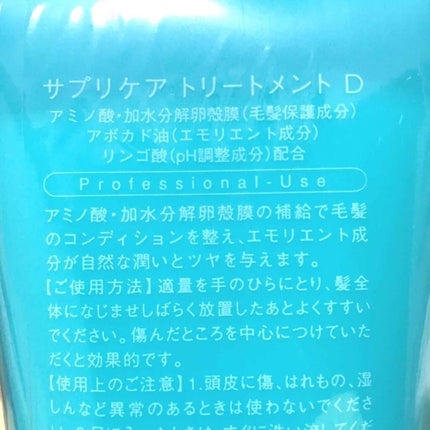 サプリケア トリートメント D
アミノ酸・加水分解卵殻膜(毛髪保護成分)
アボカド油(エモリエント成分)
リンゴ酸(pH調整成分)配合
Professional-Use
アミノ酸・加水分解卵殻膜の補給で毛髪
のコンディションを整え、エモリエント成
分が自然な潤いとツヤを与えます。
【ご使用方法】適量を手のひらにとり、髪全
体になじませしばらく放置したあとよくすすい
でください。傷んだところを中心につけていた
だくと効果的です。
【使用上のご注意】1.頭皮に傷、はれもの、湿
しんなど異常のあるときは使わないでくださ